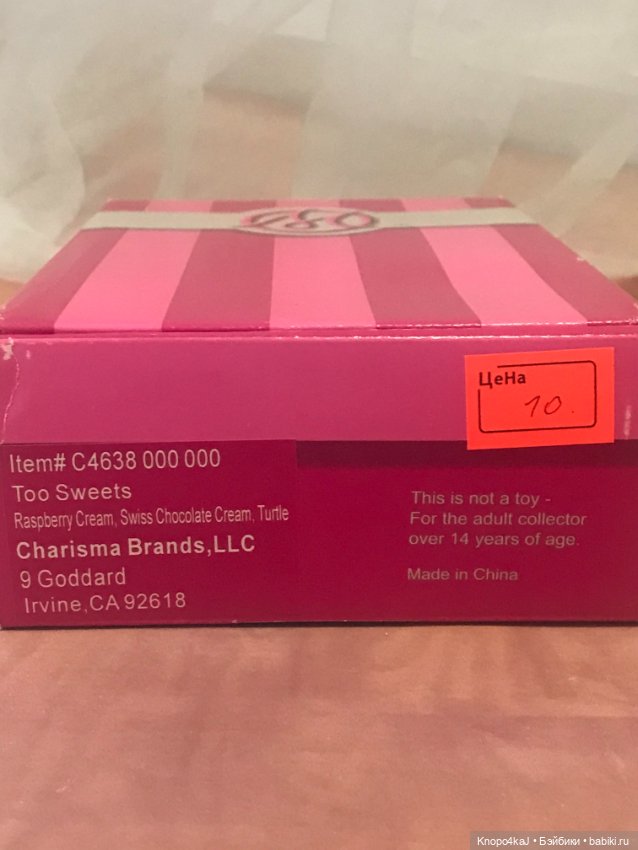 ЦеНа
10.
Item# C4638 000 000
Too Sweets
Raspberry Cream, Swiss Chocolate Cream, Turtle
Charisma Brands,LLC
9 Goddard
Irvine,CA 92618
This is not a toy -
For the adult collector
over 14 years of age.
Made in China
Knopo4kaJ • Бэйбики • babiki.ru